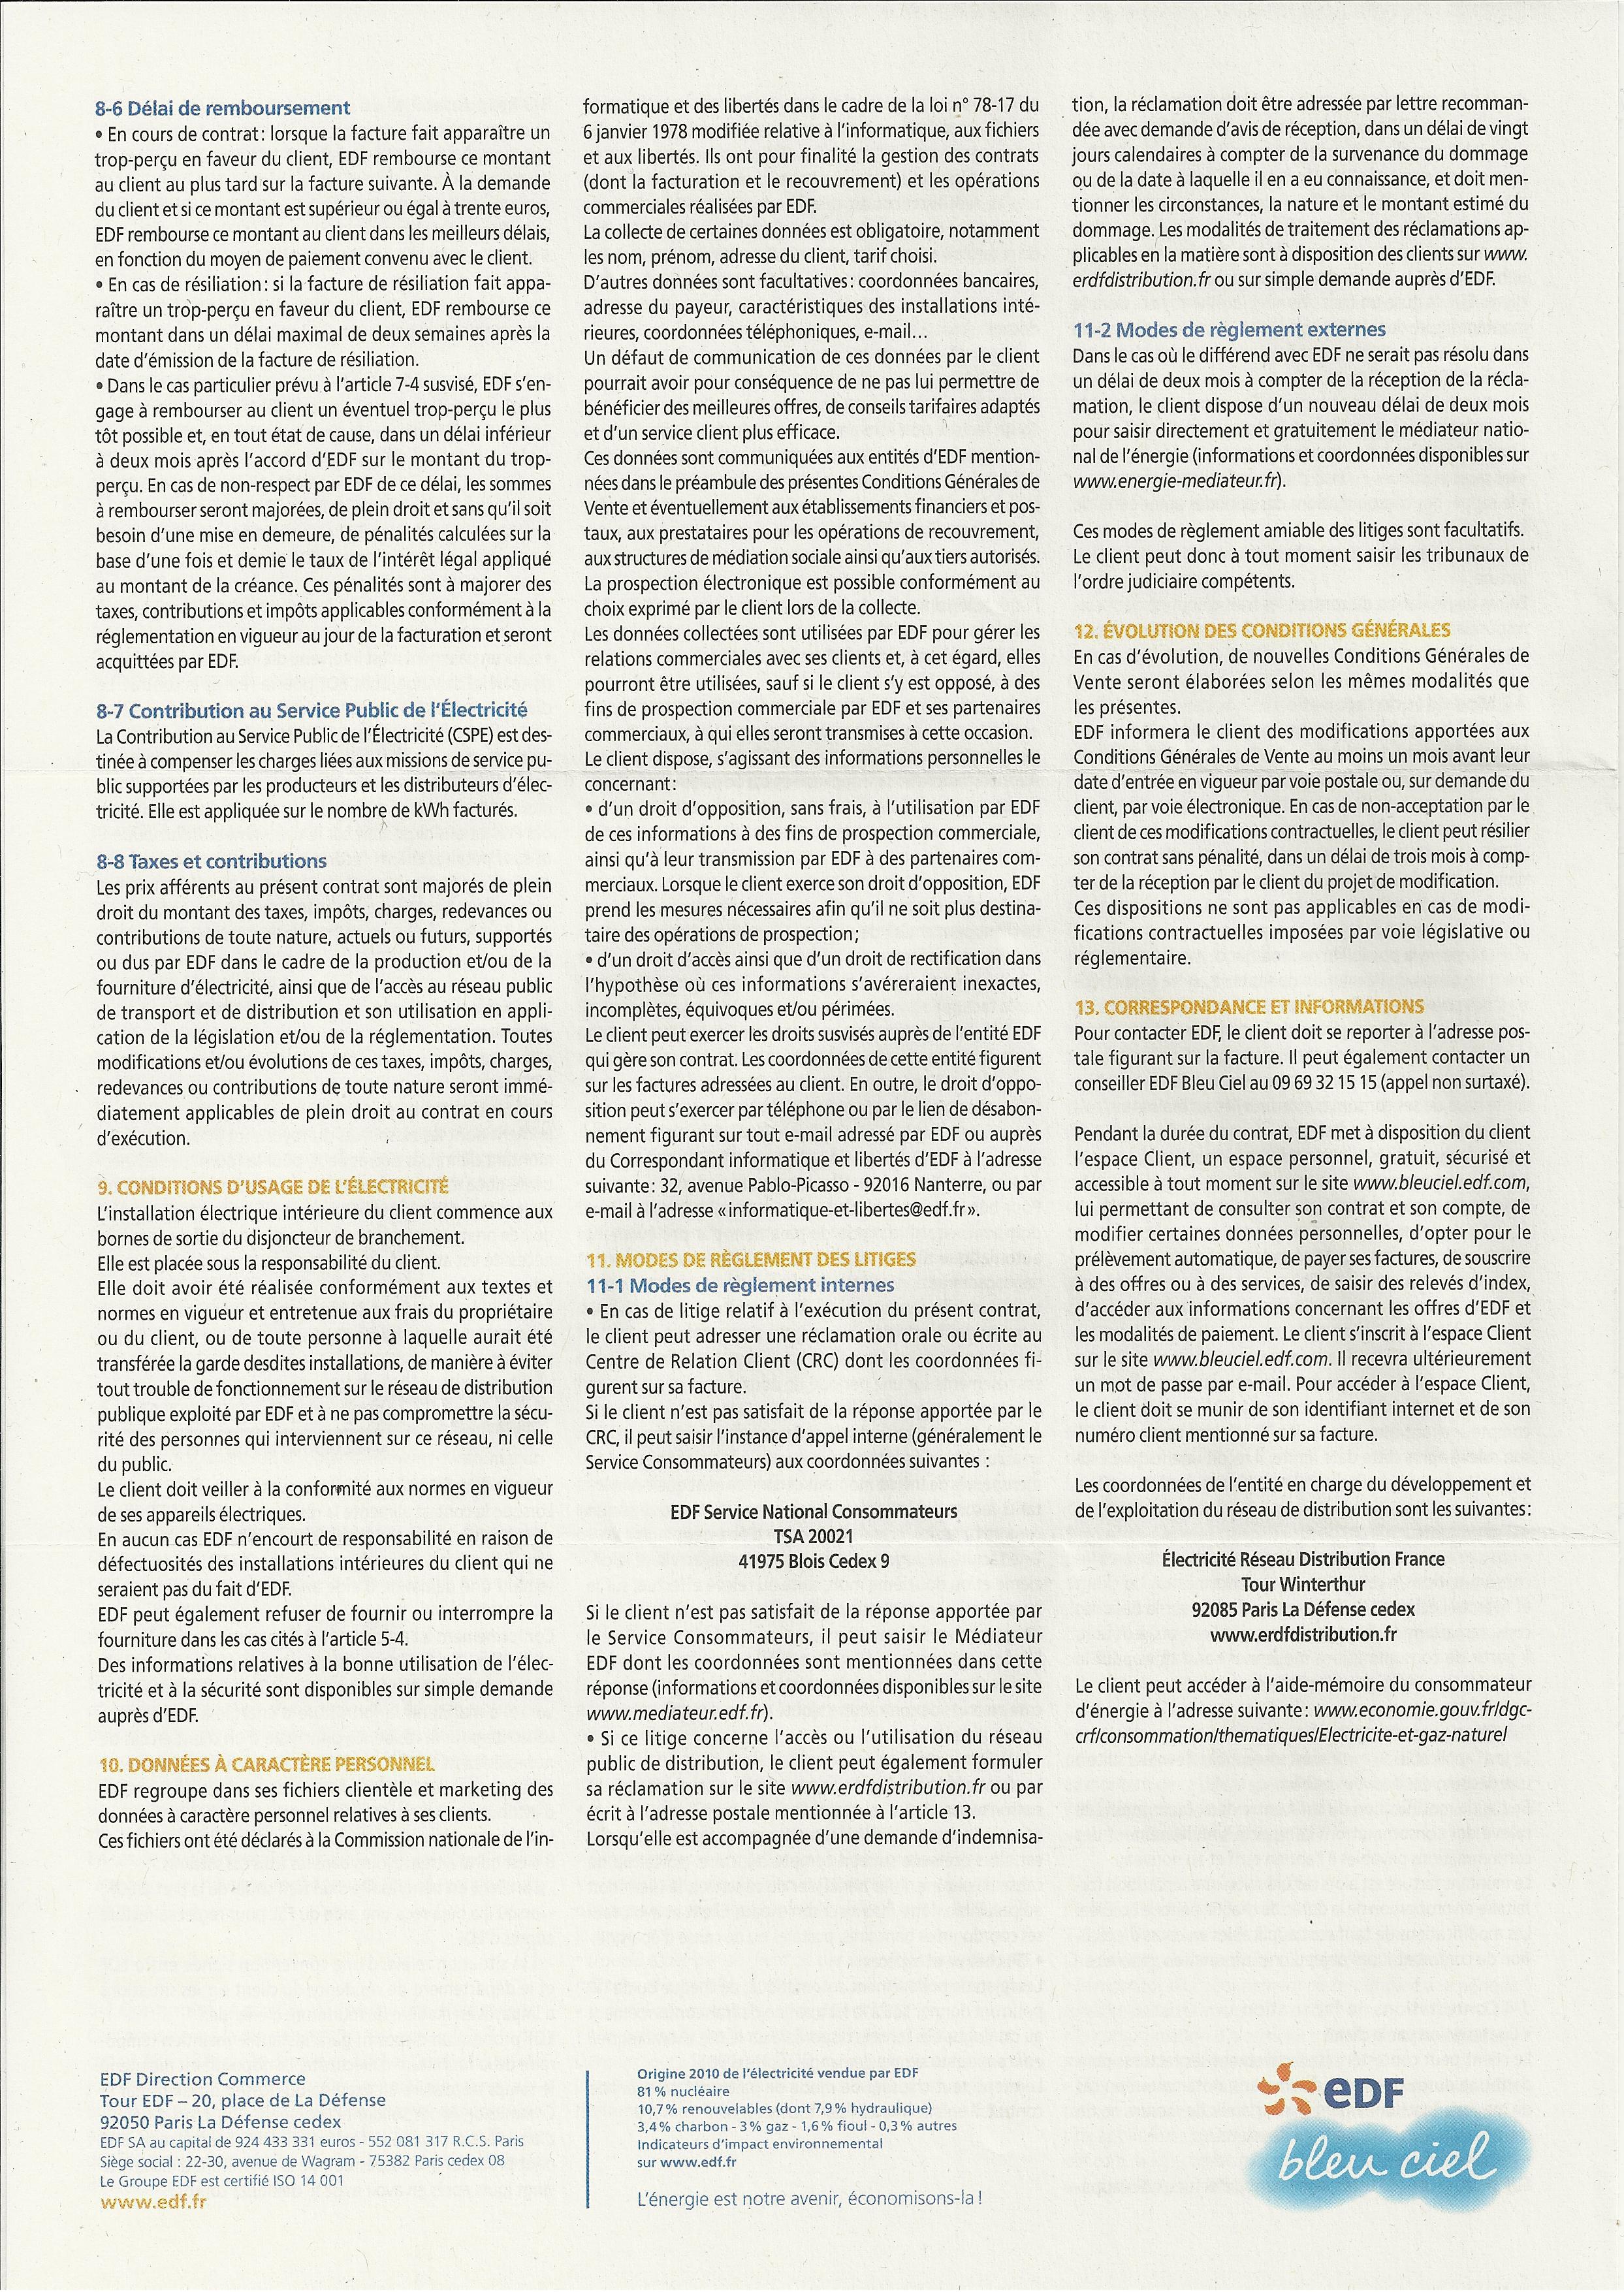 8-6 Délai de remboursement
• En cours de contrat: lorsque la facture fait apparaître un
trop-perçu en faveur du client, EDF rembourse ce montant
au client au plus tard sur la facture suivante. À la demande
du client et si ce montant est supérieur ou égal à trente euros,
EDF rembourse ce montant au client dans les meilleurs délais,
en fonction du moyen de paiement convenu avec le client.
• En cas de résiliation: si la facture de résiliation fait appa-
raître un trop-perçu en faveur du client, EDF rembourse ce
montant dans un délai maximal de deux semaines après la
date d'émission de la facture de résiliation.
• Dans le cas particulier prévu à l'article 7-4 susvisé, EDF s'en-
gage à rembourser au client un éventuel trop-perçu le plus
tôt possible et, en tout état de cause, dans un délai inférieur
à deux mois après l'accord d'EDF sur le montant du trop-
perçu. En cas de non-respect par EDF de ce délai, les sommes
à rembourser seront majorées, de plein droit et sans qu'il soit
besoin d'une mise en demeure, de pénalités calculées sur la
base d'une fois et demie le taux de l'intérêt légal appliqué
au montant de la créance. Ces pénalités sont à majorer des
taxes, contributions et impôts applicables conformément à la
réglementation en vigueur au jour de la facturation et seront
acquittées par EDF.
8-7 Contribution au Service Public de l'Électricité
La Contribution au Service Public de l'Électricité (CSPE) est des-
tinée à compenser les charges liées aux missions de service pu-
blic supportées par les producteurs et les distributeurs d'élec-
tricité. Elle est appliquée sur le nombre de kWh facturés.
8-8 Taxes et contributions
Les prix afférents au présent contrat sont majorés de plein
droit du montant des taxes, impôts, charges, redevances ou
contributions de toute nature, actuels ou futurs, supportés
ou dus par EDF dans le cadre de la production et/ou de la
fourniture d'électricité, ainsi que de l'accès au réseau public
de transport et de distribution et son utilisation en appli-
cation de la législation et/ou de la réglementation. Toutes
modifications et/ou évolutions de ces taxes, impôts, charges,
redevances ou contributions de toute nature seront immé-
diatement applicables de plein droit au contrat en cours
d'exécution.
9. CONDITIONS D'USAGE DE L'ÉLECTRICITÉ
L'installation électrique intérieure du client commence aux
bornes de sortie du disjoncteur de branchement.
Elle est placée sous la responsabilité du client.
Elle doit avoir été réalisée conformément aux textes et
normes en vigueur et entretenue aux frais du propriétaire
ou du client, ou de toute personne à laquelle aurait été
transférée la garde desdites installations, de manière à éviter
tout trouble de fonctionnement sur le réseau de distribution
publique exploité par EDF et à ne pas compromettre la sécu-
rité des personnes qui interviennent sur ce réseau, ni celle
du public.
Le client doit veiller à la conformité aux normes en vigueur
de ses appareils électriques.
En aucun cas EDF n'encourt de responsabilité en raison de
défectuosités des installations intérieures du client qui ne
seraient pas du fait d'EDF.
EDF peut également refuser de fournir ou interrompre la
fourniture dans les cas cités à l'article 5-4.
Des informations relatives à la bonne utilisation de l'élec-
tricité et à la sécurité sont disponibles sur simple demande
auprès d'EDF.
10. DONNÉES À CARACTÈRE PERSONNEL
EDF regroupe dans ses fichiers clientèle et marketing des
données à caractère personnel relatives à ses clients.
Ces fichiers ont été déclarés à la Commission nationale de l'in-
formatique et des libertés dans le cadre de la loi n° 78-17 du
6 janvier 1978 modifiée relative à l'informatique, aux fichiers
et aux libertés. Ils ont pour finalité la gestion des contrats
(dont la facturation et le recouvrement) et les opérations
commerciales réalisées par EDF.
La collecte de certaines données est obligatoire, notamment
les nom, prénom, adresse du client, tarif choisi.
D'autres données sont facultatives: coordonnées bancaires,
adresse du payeur, caractéristiques des installations inté-
rieures, coordonnées téléphoniques, e-mail...
Un défaut de communication de ces données par le client
pourrait avoir pour conséquence de ne pas lui permettre de
bénéficier des meilleures offres, de conseils tarifaires adaptés
et d'un service client plus efficace.
Ces données sont communiquées aux entités d'EDF mention-
nées dans le préambule des présentes Conditions Générales de
Vente et éventuellement aux établissements financiers et pos-
taux, aux prestataires pour les opérations de recouvrement,
aux structures de médiation sociale ainsi qu'aux tiers autorisés.
La prospection électronique est possible conformément au
choix exprimé par le client lors de la collecte.
Les données collectées sont utilisées par EDF pour gérer les
relations commerciales avec ses clients et, à cet égard, elles
pourront être utilisées, sauf si le client s'y est opposé, à des
fins de prospection commerciale par EDF et ses partenaires
commerciaux, à qui elles seront transmises à cette occasion.
Le client dispose, s'agissant des informations personnelles le
concernant:
• d'un droit d'opposition, sans frais, à l'utilisation par EDF
de ces informations à des fins de prospection commerciale,
ainsi qu'à leur transmission par EDF à des partenaires com-
merciaux. Lorsque le client exerce son droit d'opposition, EDF
prend les mesures nécessaires afin qu'il ne soit plus destina-
taire des opérations de prospection;
• d'un droit d'accès ainsi que d'un droit de rectification dans
l'hypothèse où ces informations s'avéreraient inexactes,
incomplètes, équivoques et/ou périmées.
Le client peut exercer les droits susvisés auprès de l'entité EDF
qui gère son contrat. Les coordonnées de cette entité figurent
sur les factures adressées au client. En outre, le droit d'oppo-
sition peut s'exercer par téléphone ou par le lien de désabon-
nement figurant sur tout e-mail adressé par EDF ou auprès
du Correspondant informatique et libertés d'EDF à l'adresse
suivante: 32, avenue Pablo-Picasso - 92016 Nanterre, ou par
e-mail à l'adresse «informatique-et-libertes@edf.fr».
11. MODES DE RÈGLEMENT DES LITIGES
11-1 Modes de règlement internes
• En cas de litige relatif à l'exécution du présent contrat,
le client peut adresser une réclamation orale ou écrite au
Centre de Relation Client (CRC) dont les coordonnées fi-
gurent sur sa facture.
Si le client n'est pas satisfait de la réponse apportée par le
CRC, il peut saisir l'instance d'appel interne (généralement le
Service Consommateurs) aux coordonnées suivantes :
EDF Service National Consommateurs
TSA 20021
41975 Blois Cedex 9
Si le client n'est pas satisfait de la réponse apportée par
le Service Consommateurs, il peut saisir le Médiateur
EDF dont les coordonnées sont mentionnées dans cette
réponse (informations et coordonnées disponibles sur le site
www.mediateur.edf.fr).
• Si ce litige concerne l'accès ou l'utilisation du réseau
public de distribution, le client peut également formuler
sa réclamation sur le site www.erdfdistribution.fr ou par
écrit à l'adresse postale mentionnée à l'article 13.
Lorsqu'elle est accompagnée d'une demande d'indemnisa-
tion, la réclamation doit être adressée par lettre recomman-
dée avec demande d'avis de réception, dans un délai de vingt
jours calendaires à compter de la survenance du dommage
ou de la date à laquelle il en a eu connaissance, et doit men-
tionner les circonstances, la nature et le montant estimé du
dommage. Les modalités de traitement des réclamations ap-
plicables en la matière sont à disposition des clients sur www.
erdfdistribution.fr ou sur simple demande auprès d'EDF.
11-2 Modes de règlement externes
Dans le cas où le différend avec EDF ne serait pas résolu dans
un délai de deux mois à compter de la réception de la récla-
mation, le client dispose d'un nouveau délai de deux mois
pour saisir directement et gratuitement le médiateur natio-
nal de l'énergie (informations et coordonnées disponibles sur
www.energie-mediateur.fr).
Ces modes de règlement amiable des litiges sont facultatifs.
Le client peut donc à tout moment saisir les tribunaux de
l'ordre judiciaire compétents.
12. ÉVOLUTION DES CONDITIONS GÉNÉRALES
En cas d'évolution, de nouvelles Conditions Générales de
Vente seront élaborées selon les mêmes modalités que
les présentes.
EDF informera le client des modifications apportées aux
Conditions Générales de Vente au moins un mois avant leur
date d'entrée en vigueur par voie postale ou, sur demande du
client, par voie électronique. En cas de non-acceptation par le
client de ces modifications contractuelles, le client peut résilier
son contrat sans pénalité, dans un délai de trois mois à comp-
ter de la réception par le client du projet de modification.
Ces dispositions ne sont pas applicables en cas de modi-
fications contractuelles imposées par voie législative ou
réglementaire.
13. CORRESPONDANCE ET INFORMATIONS
Pour contacter EDF, le client doit se reporter à l'adresse pos-
tale figurant sur la facture. Il peut également contacter un
conseiller EDF Bleu Ciel au 09 69 32 15 15 (appel non surtaxé).
Pendant la durée du contrat, EDF met à disposition du client
l'espace Client, un espace personnel, gratuit, sécurisé et
accessible à tout moment sur le site www.bleuciel.edf.com,
lui permettant de consulter son contrat et son compte, de
modifier certaines données personnelles, d'opter pour le
prélèvement automatique, de payer ses factures, de souscrire
à des offres ou à des services, de saisir des relevés d'index,
d'accéder aux informations concernant les offres d'EDF et
les modalités de paiement. Le client s'inscrit à l'espace Client
sur le site www.bleuciel.edf.com. Il recevra ultérieurement
un mot de passe par e-mail. Pour accéder à l'espace Client,
le client doit se munir de son identifiant internet et de son
numéro client mentionné sur sa facture.
Les coordonnées de l'entité en charge du développement et
de l'exploitation du réseau de distribution sont les suivantes:
Électricité Réseau Distribution France
Tour Winterthur
92085 Paris La Défense cedex
www.erdfdistribution.fr
Le client peut accéder à l'aide-mémoire du consommateur
d'énergie à l'adresse suivante: www.economie.gouv.fr/dgc-
crf/consommation/thematiques/Electricite-et-gaz-naturel
EDF Direction Commerce
Tour EDF – 20, place de La Défense
92050 Paris La Défense cedex
EDF SA au capital de 924 433 331 euros - 552 081 317 R.C.S. Paris
Siège social : 22-30, avenue de Wagram - 75382 Paris cedex 08
Le Groupe EDF est certifié ISO 14 001
www.edf.fr
Origine 2010 de l'électricité vendue par EDF
81% nucléaire
10,7% renouvelables (dont 7,9% hydraulique)
3,4% charbon - 3% gaz - 1,6% fioul - 0,3% autres
Indicateurs d'impact environnemental
sur www.edf.fr
L'énergie est notre avenir, économisons-la !
eDF
bleu ciel